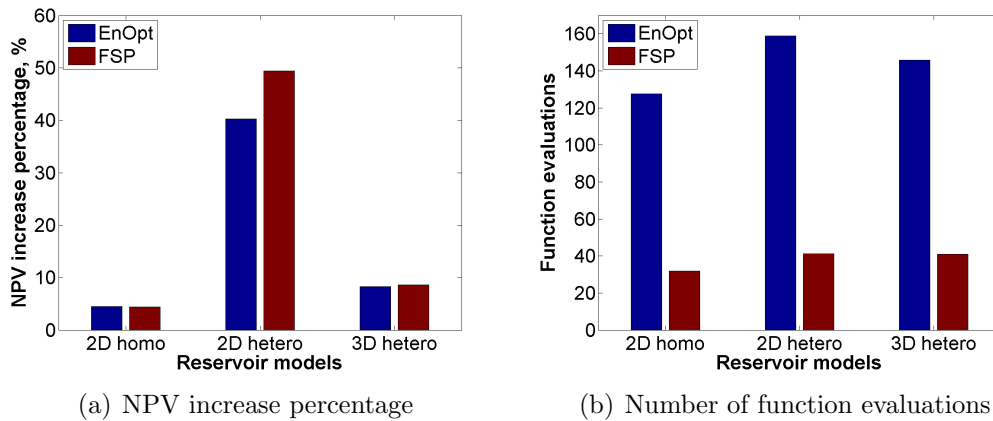 60
50
40
30
20
10
0
NPV increase percentage, %
EnOpt
FSP
2D homo
2D hetero
3D hetero
Reservoir models
(a) NPV increase percentage
160
140
120
100
80
60
40
20
0
Function evaluations
EnOpt
FSP
2D homo
2D hetero
3D hetero
Reservoir models
(b) Number of function evaluations